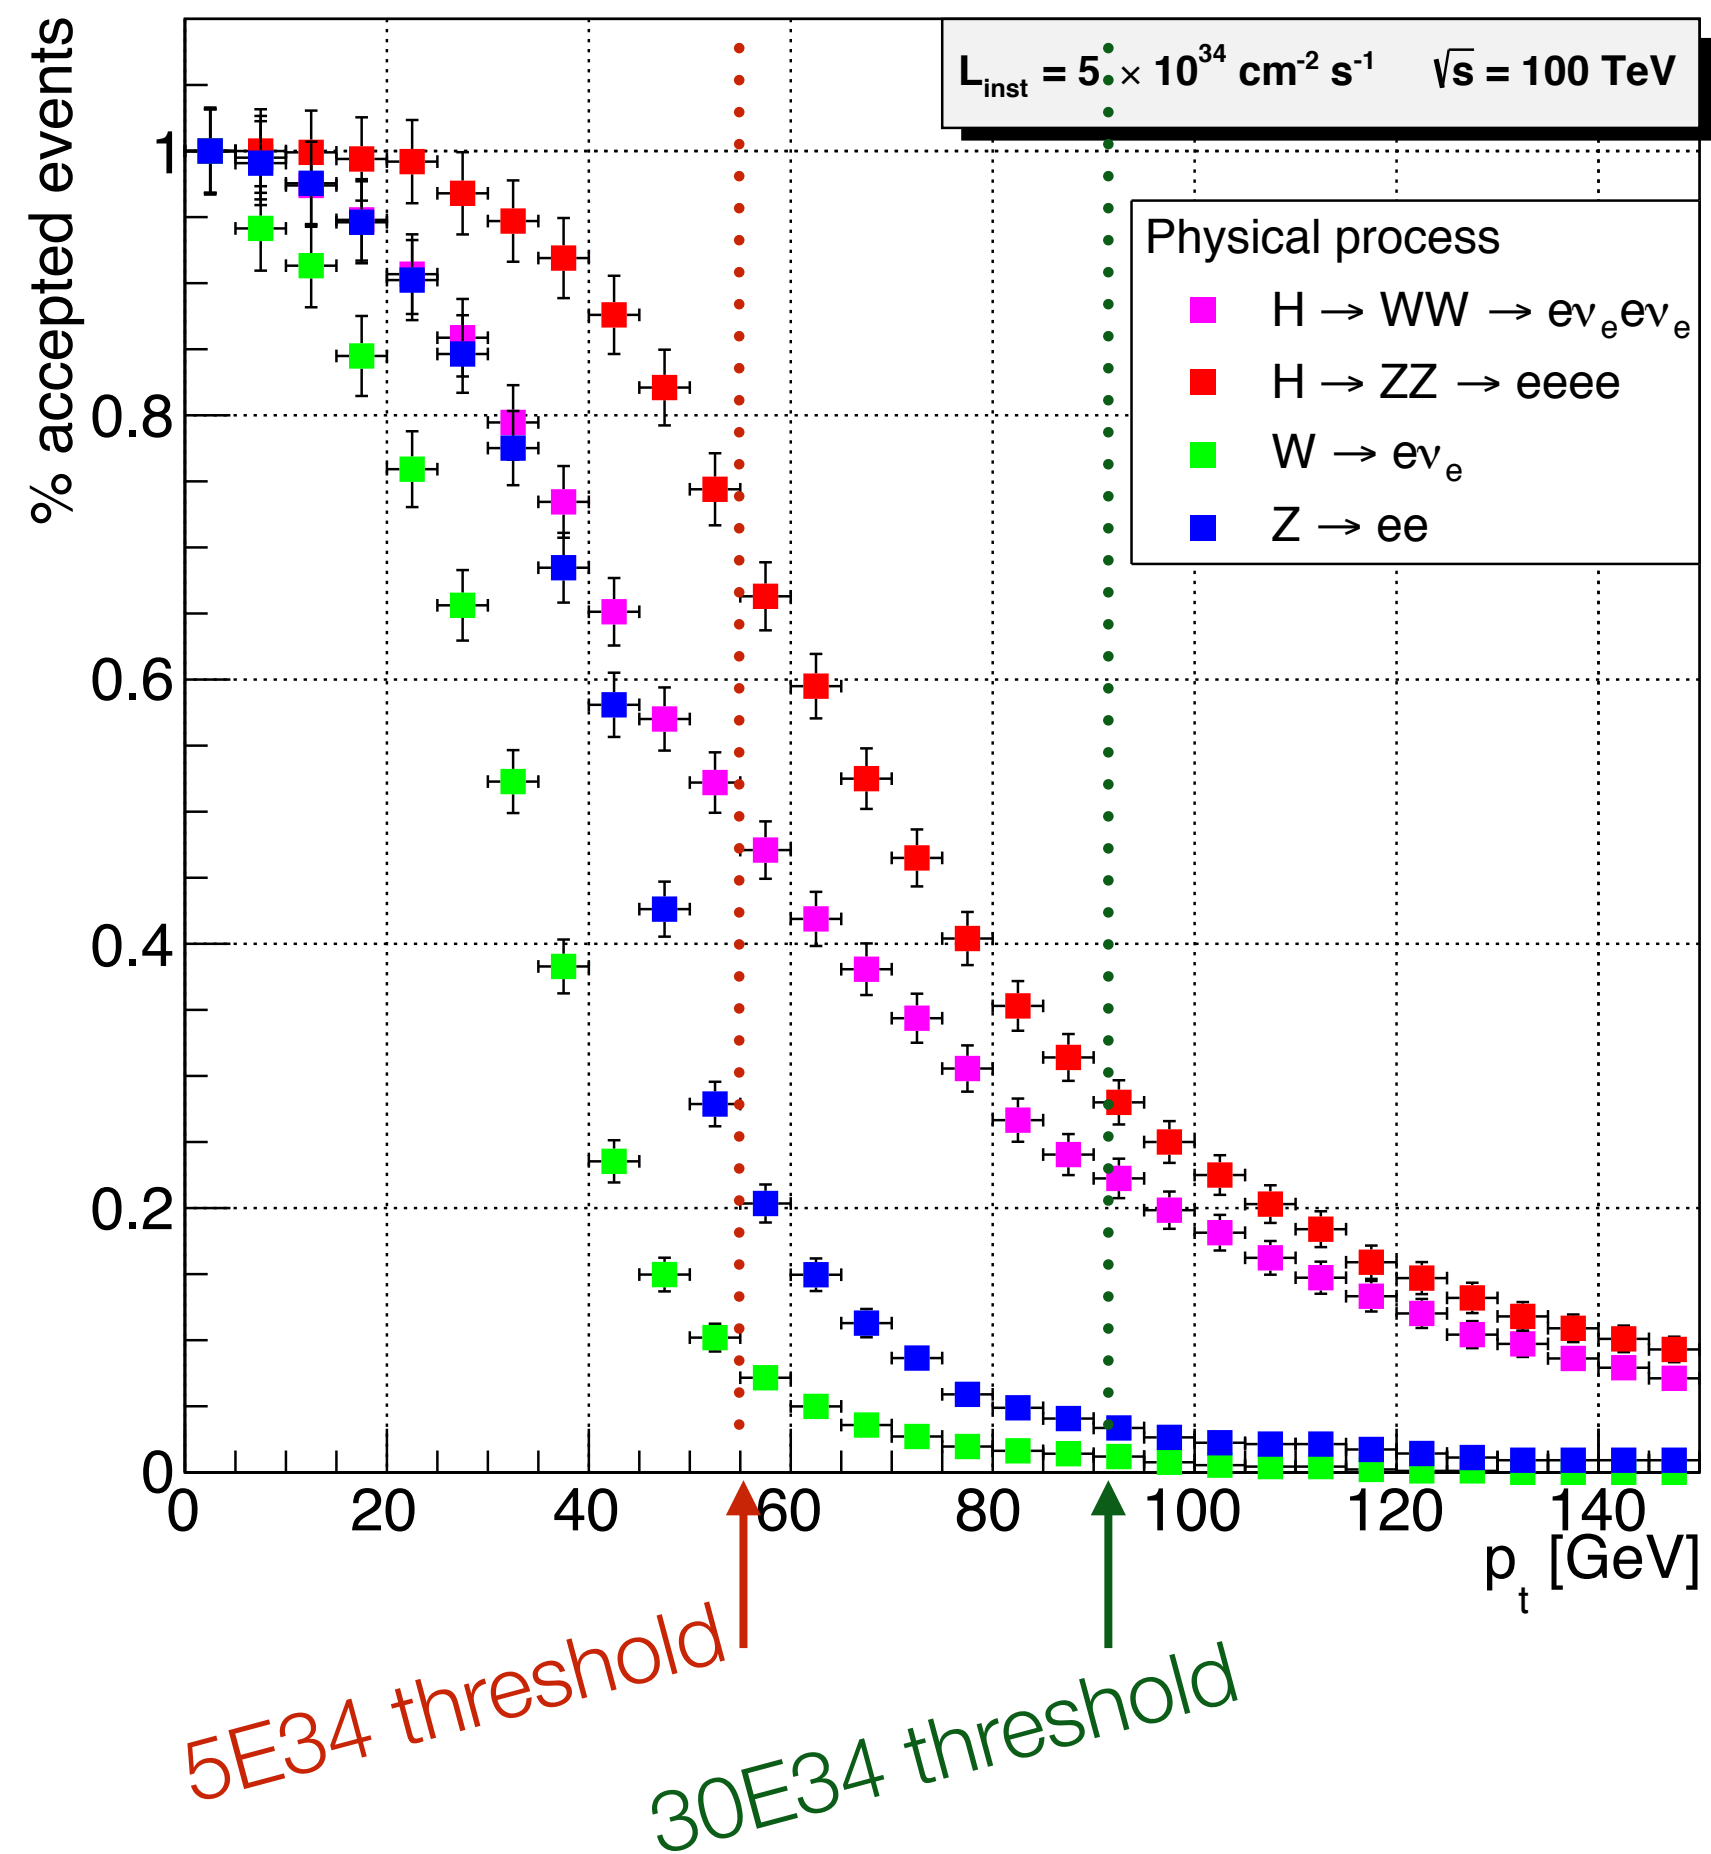 % accepted events
L_inst = 5 × 10^34 cm^-2 s^-1 √s = 100 TeV
Physical process
H → WW → eν_e eν_e
H → ZZ → eeee
W → eν_e
Z → ee
1
0.8
0.6
0.4
0.2
0
0 20 40 60 80 100 120 140
p_t [GeV]
5E34 threshold
30E34 threshold